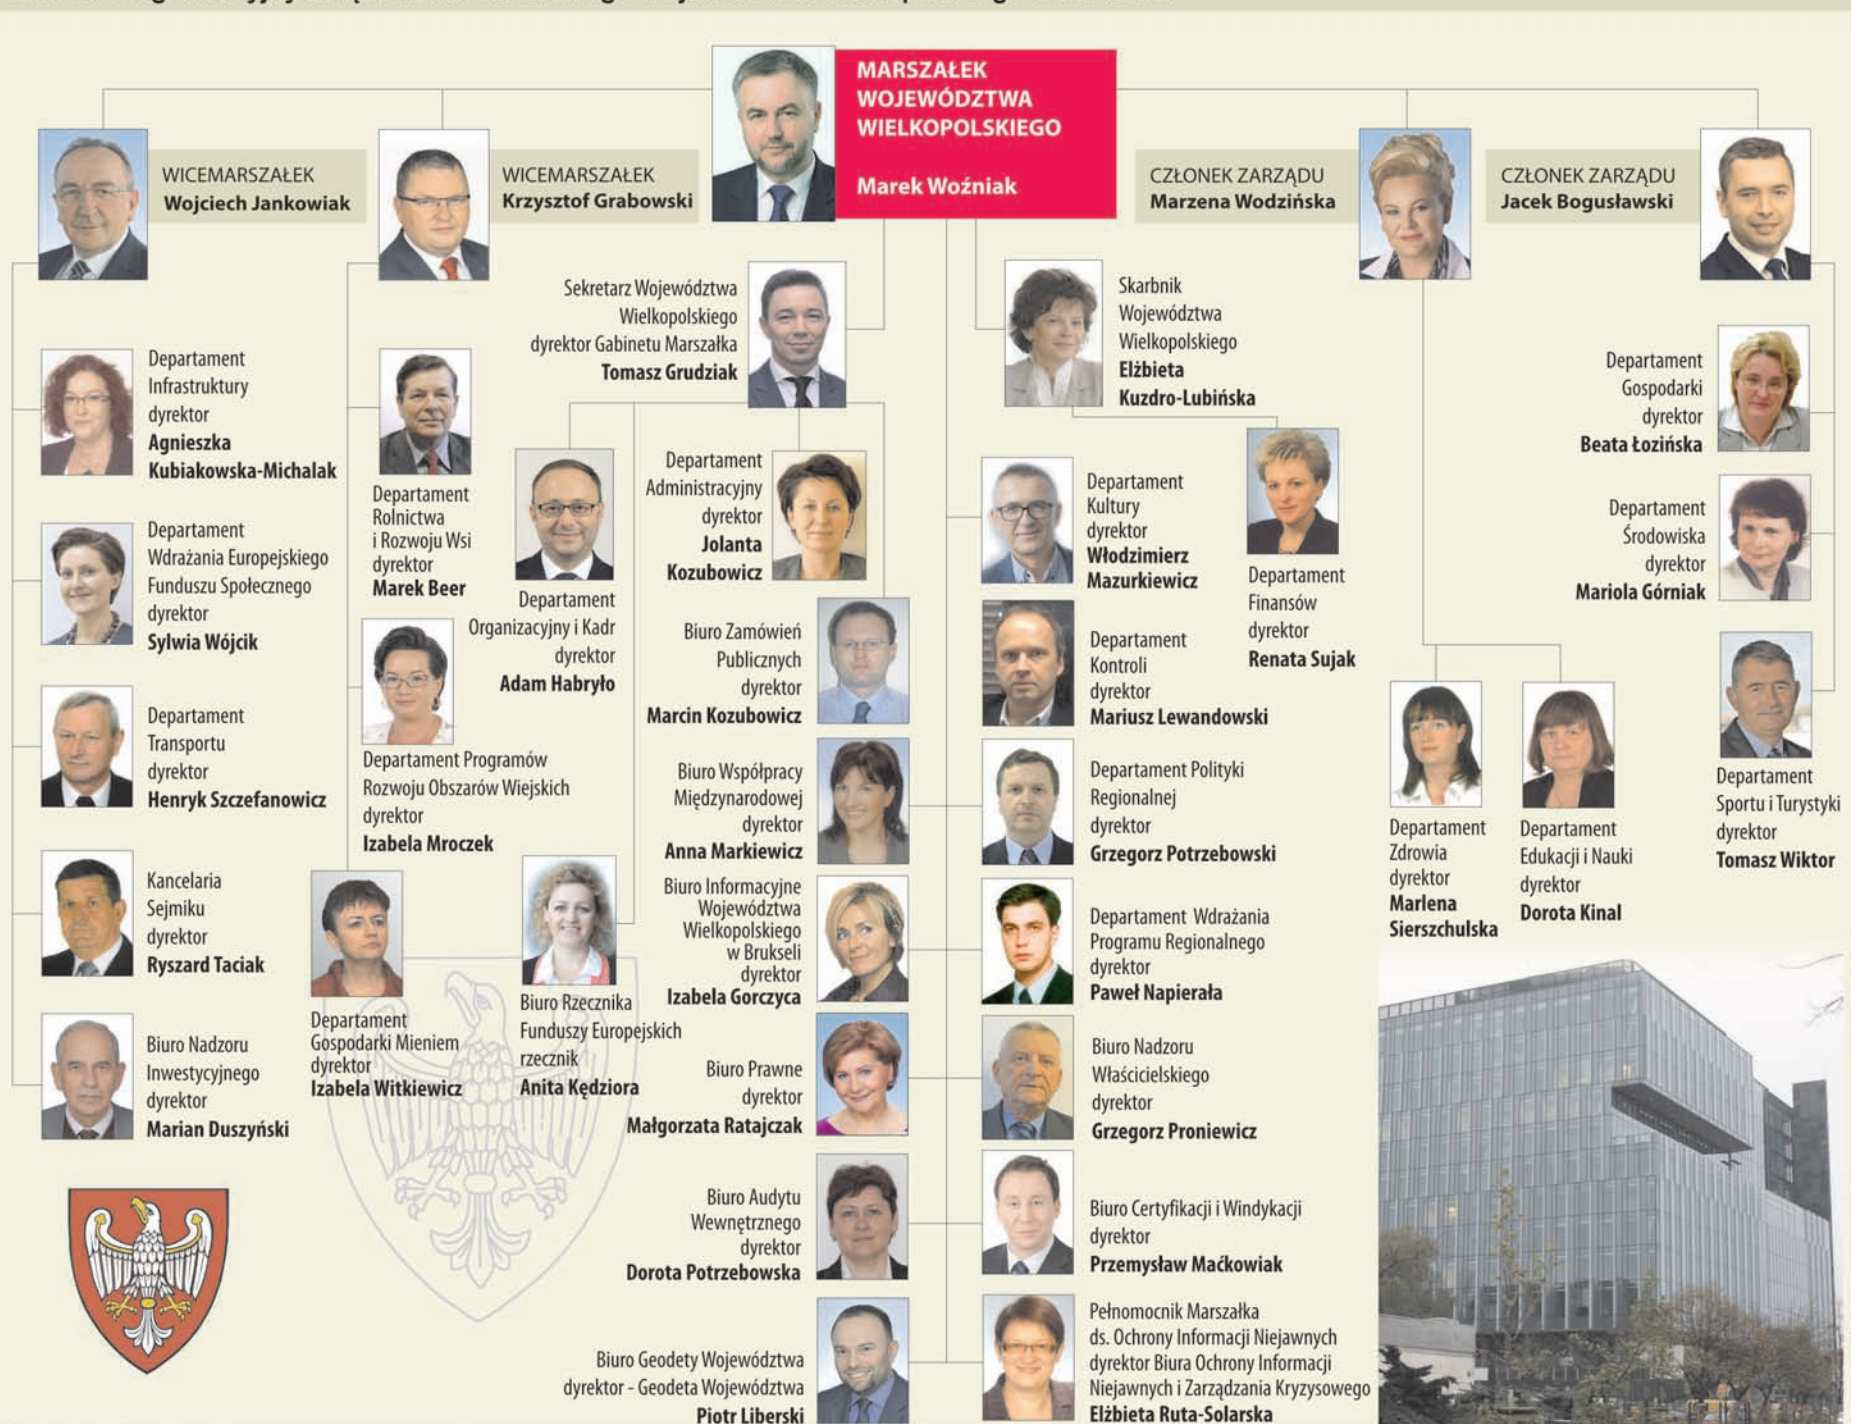 MARSZAŁEK
WOJEWÓDZTWA
WIELKOPOLSKIEGO
Marek Woźniak
WICEMARSZAŁEK
Wojciech Jankowiak
WICEMARSZAŁEK
Krzysztof Grabowski
CZŁONEK ZARZĄDU
Marzena Wodzińska
CZŁONEK ZARZĄDU
Jacek Bogusławski
Departament
Infrastruktury
dyrektor
Agnieszka
Kubiakowska-Michalak
Departament
Wdrażania Europejskiego
Funduszu Społecznego
dyrektor
Sylwia Wójcik
Departament
Transportu
dyrektor
Henryk Szczefanowicz
Kancelaria
Sejmiku
dyrektor
Ryszard Taciak
Biuro Nadzoru
Inwestycyjnego
dyrektor
Marian Duszyński
Departament
Rolnictwa
i Rozwoju Wsi
dyrektor
Marek Beer
Departament Programów
Rozwoju Obszarów Wiejskich
dyrektor
Izabela Mroczek
Departament
Gospodarki Mieniem
dyrektor
Izabela Witkiewicz
Sekretarz Województwa
Wielkopolskiego
dyrektor Gabinetu Marszałka
Tomasz Grudziak
Departament
Organizacyjny i Kadr
dyrektor
Adam Habryło
Departament
Administracyjny
dyrektor
Jolanta
Kozubowicz
Biuro Rzecznika
Funduszy Europejskich
rzecznik
Anita Kędziora
Biuro Zamówień
Publicznych
dyrektor
Marcin Kozubowicz
Biuro Współpracy
Międzynarodowej
dyrektor
Anna Markiewicz
Biuro Informacyjne
Województwa
Wielkopolskiego
w Brukseli
dyrektor
Izabela Gorczyca
Biuro Prawne
dyrektor
Małgorzata Ratajczak
Biuro Audytu
Wewnętrznego
dyrektor
Dorota Potrzebowska
Biuro Geodety Województwa
dyrektor - Geodeta Województwa
Piotr Liberski
Skarbnik
Województwa
Wielkopolskiego
Elżbieta
Kuzdro-Lubińska
Departament
Finansów
dyrektor
Renata Sujak
Departament
Kultury
dyrektor
Włodzimierz
Mazurkiewicz
Departament
Kontroli
dyrektor
Mariusz Lewandowski
Departament Polityki
Regionalnej
dyrektor
Grzegorz Potrzebowski
Departament Wdrażania
Programu Regionalnego
dyrektor
Paweł Napierała
Biuro Nadzoru
Właścicielskiego
dyrektor
Grzegorz Proniewicz
Biuro Certyfikacji i Windykacji
dyrektor
Przemysław Maćkowiak
Pełnomocnik Marszałka
ds. Ochrony Informacji Niejawnych
dyrektor Biura Ochrony Informacji
Niejawnych i Zarządzania Kryzysowego
Elżbieta Ruta-Solarska
Departament
Zdrowia
dyrektor
Marlena
Sierszchulska
Departament
Edukacji i Nauki
dyrektor
Dorota Kinal
Departament
Gospodarki
dyrektor
Beata Łozińska
Departament
Środowiska
dyrektor
Mariola Górniak
Departament
Sportu i Turystyki
dyrektor
Tomasz Wiktor